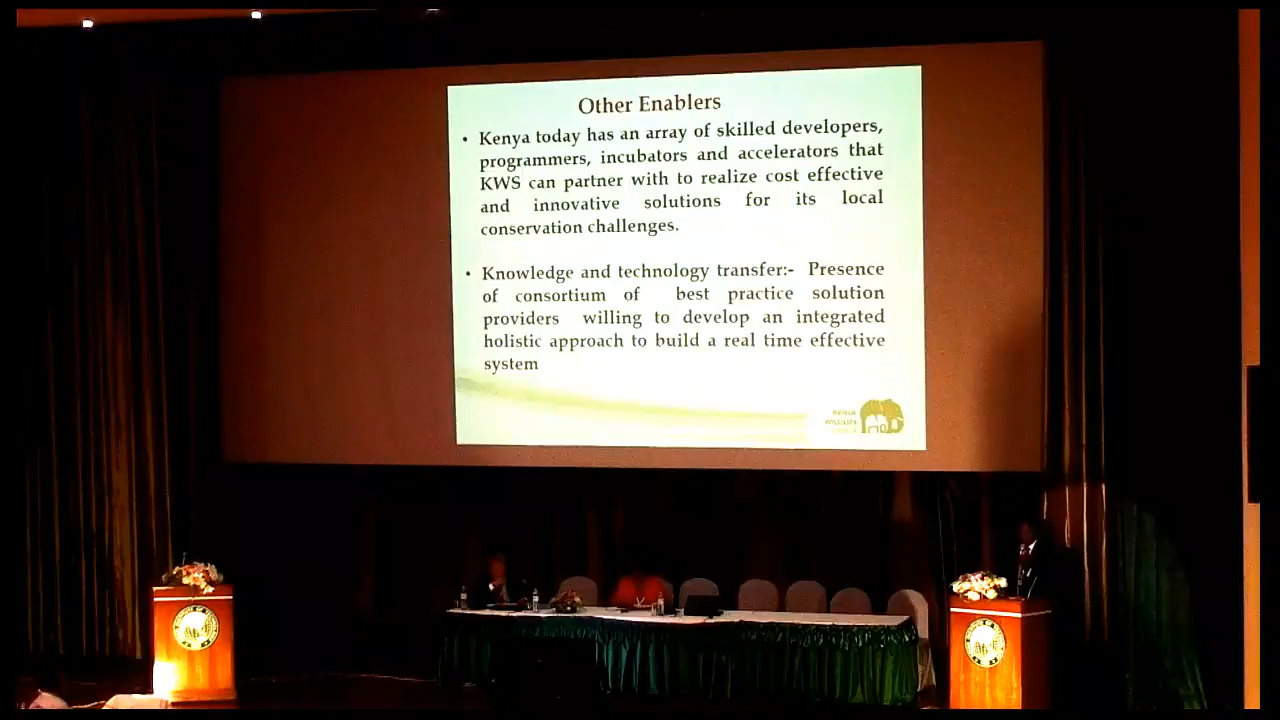 Other Enablers
• Kenya today has an array of skilled developers,
programmers, incubators and accelerators that
KWS can partner with to realize cost effective
and innovative solutions for its local
conservation challenges.
• Knowledge and technology transfer:- Presence
of consortium of best practice solution
providers willing to develop an integrated
holistic approach to build a real time effective
system
KENYA
WILDLIFE